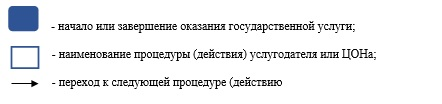 - начало или завершение оказания государственной услуги;
- наименование процедуры (действия) услугодателя или ЦОНа;
- переход к следующей процедуре (действию